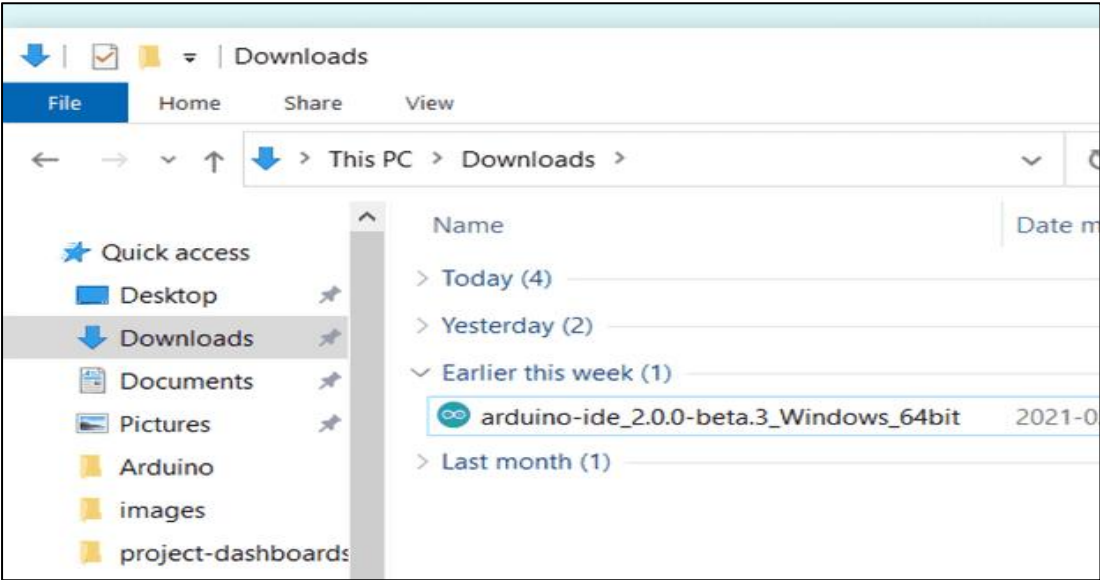 Downloads
File Home Share View
This PC > Downloads >
Name Date m
Quick access
Today (4)
Desktop
Yesterday (2)
Downloads
Earlier this week (1)
Documents
arduino-ide_2.0.0-beta.3_Windows_64bit 2021-0
Pictures
Last month (1)
Arduino
images
project-dashboards